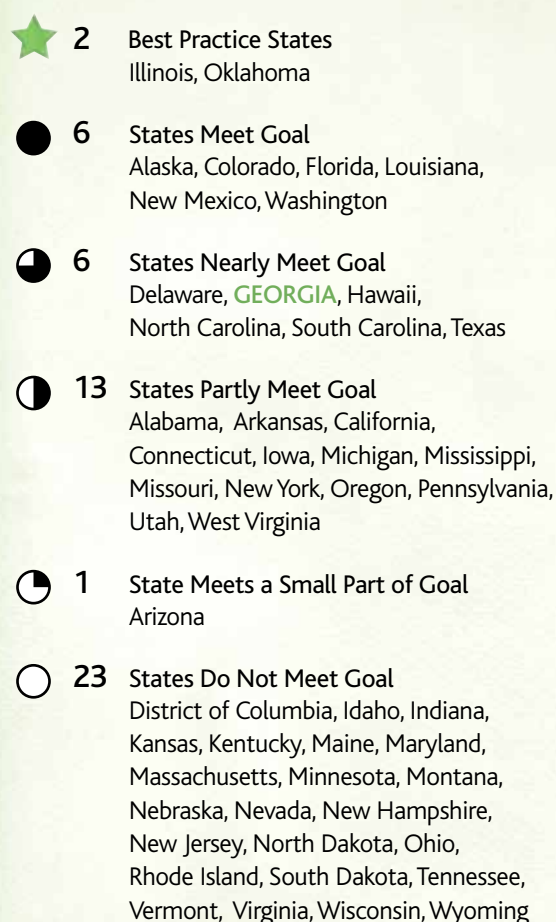 2 Best Practice States
Illinois, Oklahoma
6 States Meet Goal
Alaska, Colorado, Florida, Louisiana,
New Mexico, Washington
6 States Nearly Meet Goal
Delaware, GEORGIA, Hawaii,
North Carolina, South Carolina, Texas
13 States Partly Meet Goal
Alabama, Arkansas, California,
Connecticut, Iowa, Michigan, Mississippi,
Missouri, New York, Oregon, Pennsylvania,
Utah, West Virginia
1 State Meets a Small Part of Goal
Arizona
23 States Do Not Meet Goal
District of Columbia, Idaho, Indiana,
Kansas, Kentucky, Maine, Maryland,
Massachusetts, Minnesota, Montana,
Nebraska, Nevada, New Hampshire,
New Jersey, North Dakota, Ohio,
Rhode Island, South Dakota, Tennessee,
Vermont, Virginia, Wisconsin, Wyoming